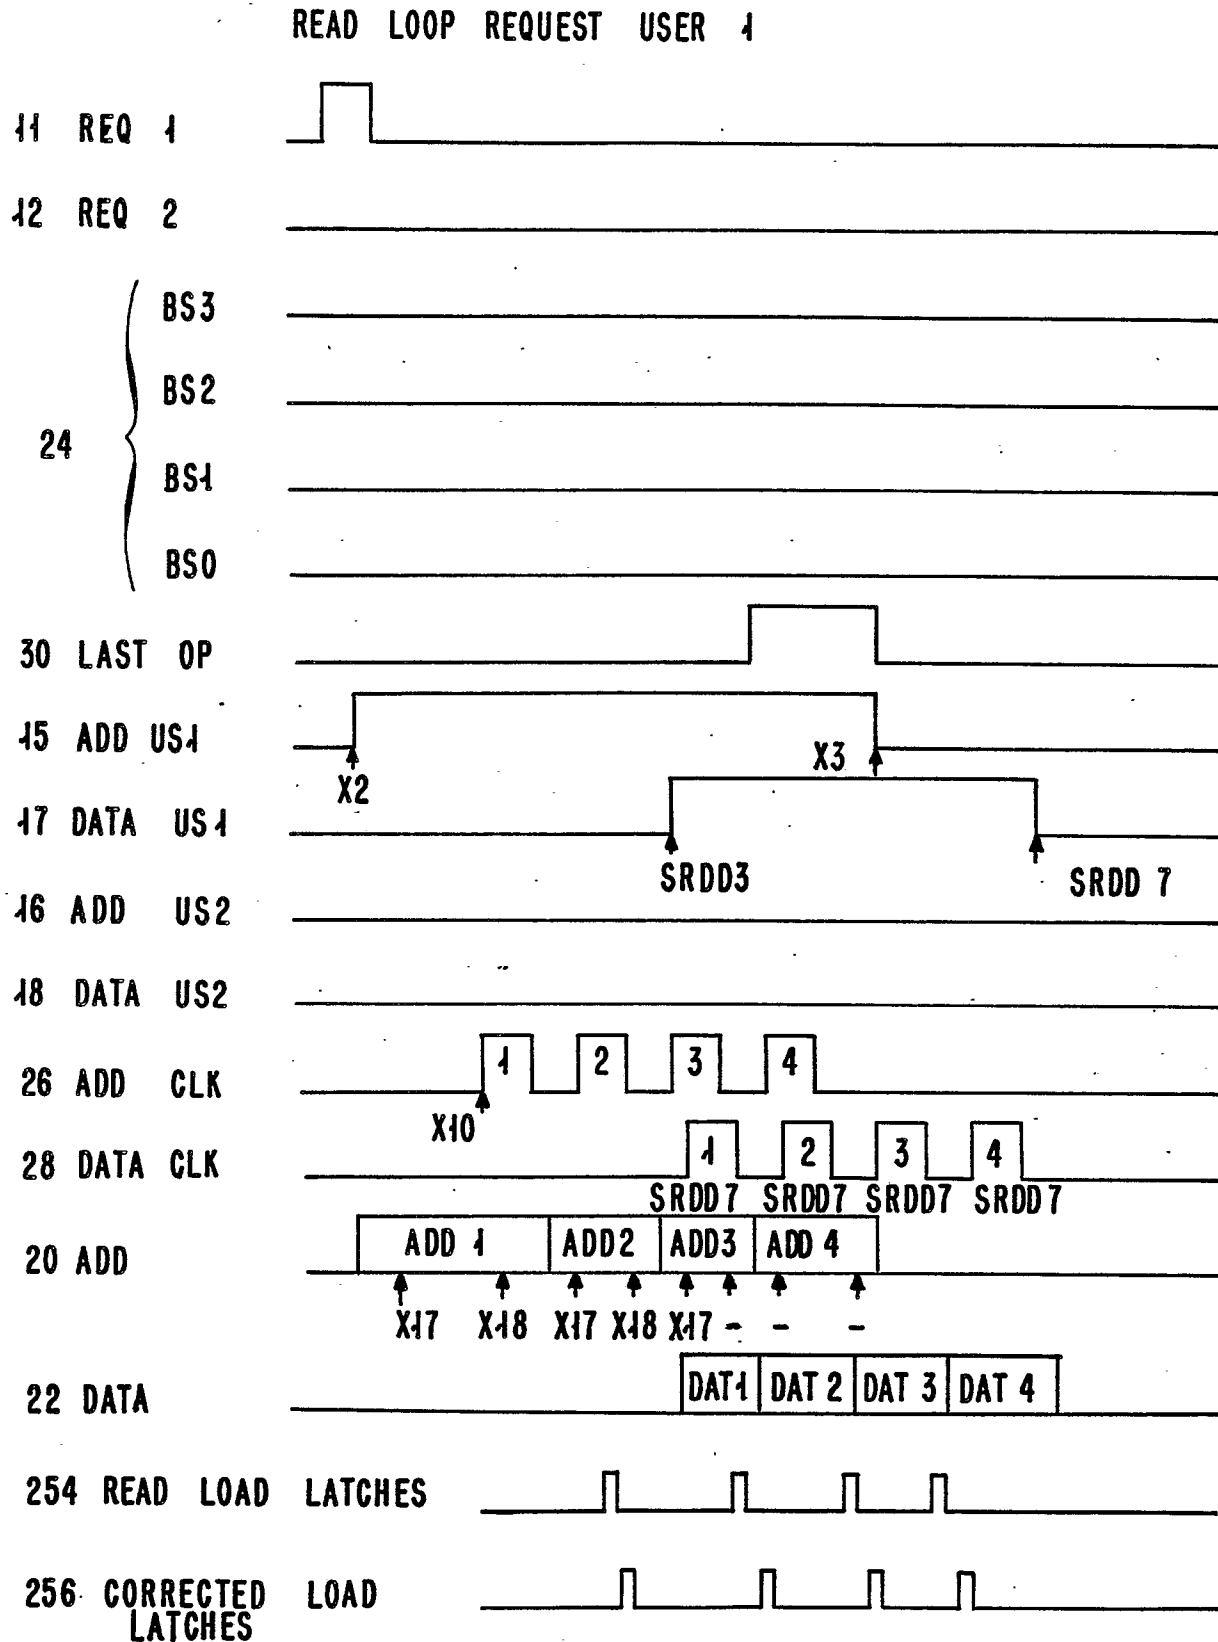 READ LOOP REQUEST USER 1
11 REQ 1
12 REQ 2
BS3
BS2
24
BS1
BS0
30 LAST OP
15 ADD US1
X2
X3
17 DATA US1
SRDD3
SRDD 7
16 ADD US2
18 DATA US2
26 ADD CLK
1 2 3 4
X10
28 DATA CLK
1 2 3 4
SRDD7 SRDD7 SRDD7 SRDD7
20 ADD
ADD 1 ADD2 ADD3 ADD 4
X17 X18 X17 X18 X17 - - -
22 DATA
DAT1 DAT 2 DAT 3 DAT 4
254 READ LOAD LATCHES
256 CORRECTED LOAD
LATCHES